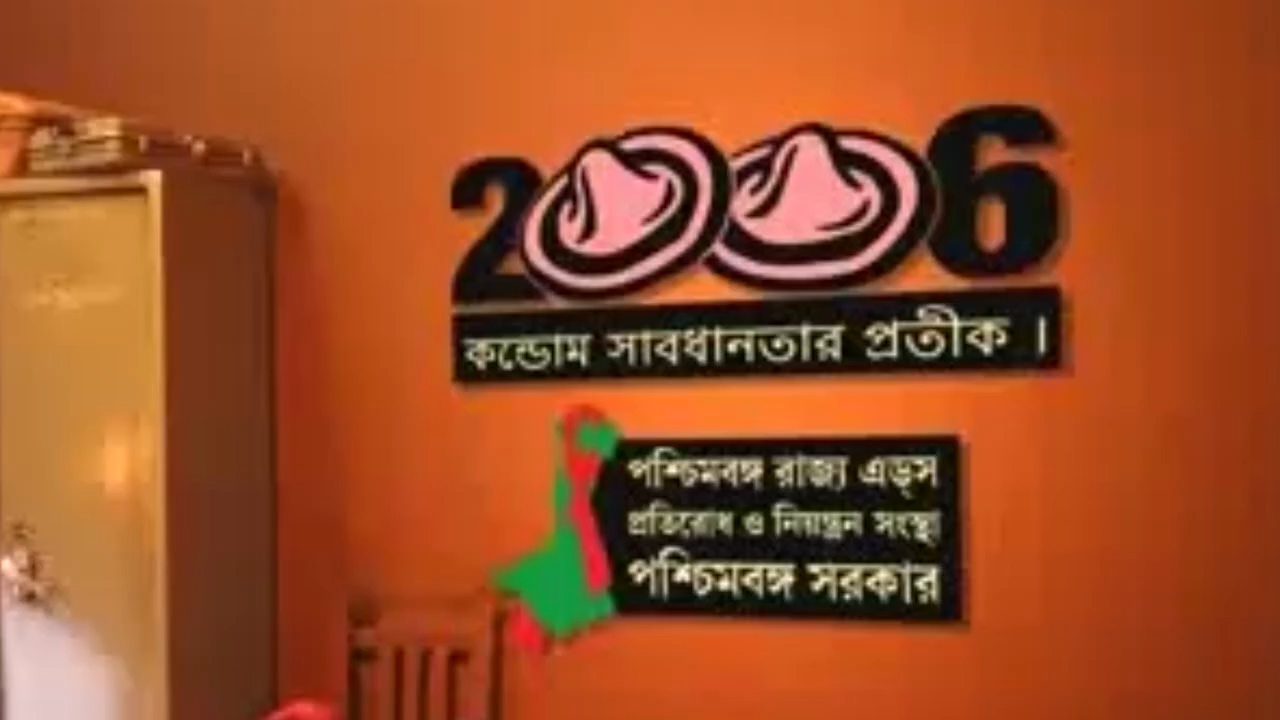 2006
কন্ডোম সাবধানতার প্রতীক ।
পশ্চিমবঙ্গ রাজ্য এড্স
প্রতিরোধ ও নিয়ন্ত্রন সংস্থা
পশ্চিমবঙ্গ সরকার